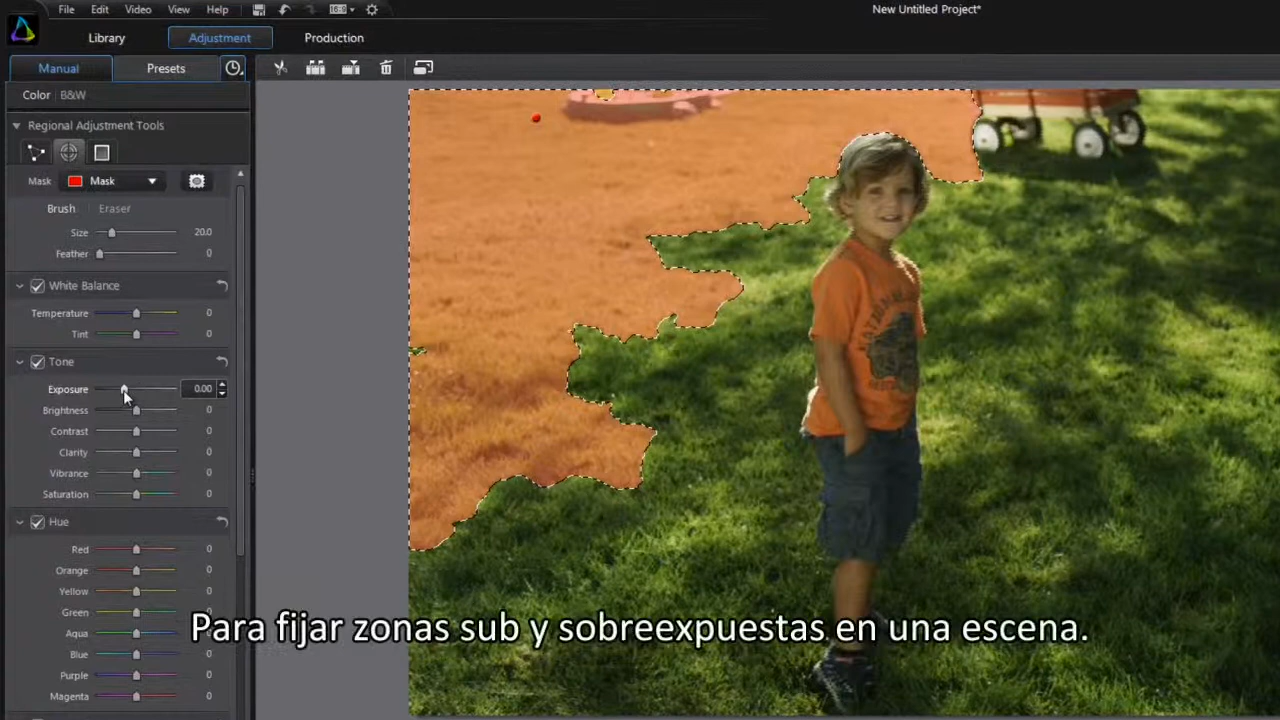 File Edit Video View Help
New Untitled Project*
Library Adjustment Production
Manual Presets
Color B&W
Regional Adjustment Tools
Mask Mask
Brush Eraser
Size 20.0
Feather 0
White Balance
Temperature 0
Tint 0
Tone
Exposure 0.00
Brightness 0
Contrast 0
Clarity 0
Vibrance 0
Saturation 0
Hue
Red 0
Orange 0
Yellow 0
Green 0
Aqua 0
Blue 0
Purple 0
Magenta 0
Para fijar zonas sub y sobreexpuestas en una escena.